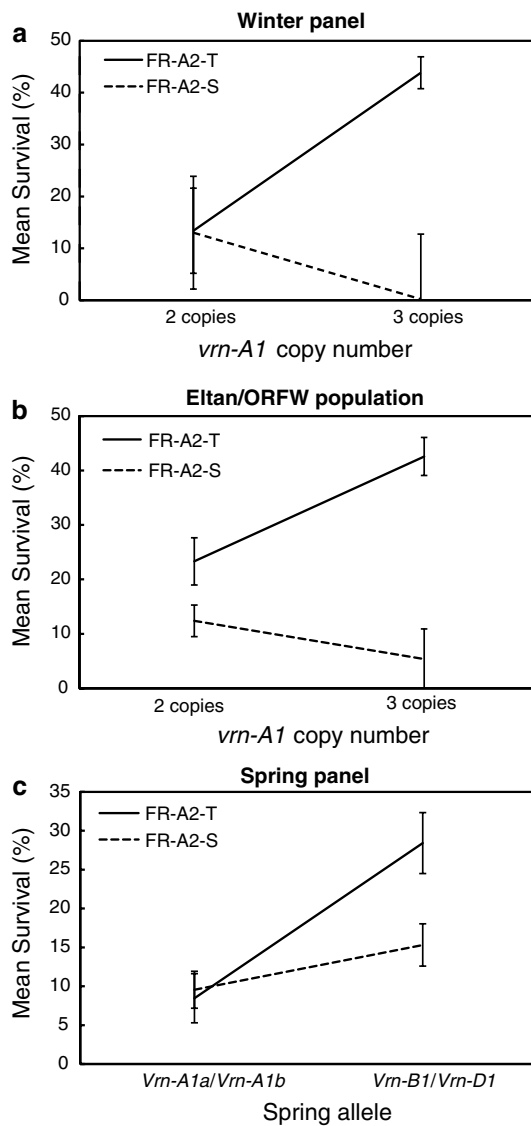 a
Winter panel
50
40
30
20
10
0
Mean Survival (%)
FR-A2-T
FR-A2-S
2 copies 3 copies
vrn-A1 copy number
b
Eltan/ORFW population
50
40
30
20
10
0
Mean Survival (%)
FR-A2-T
FR-A2-S
2 copies 3 copies
vrn-A1 copy number
c
Spring panel
35
30
25
20
15
10
5
0
Mean Survival (%)
FR-A2-T
FR-A2-S
Vrn-A1a/Vrn-A1b Vrn-B1/Vrn-D1
Spring allele